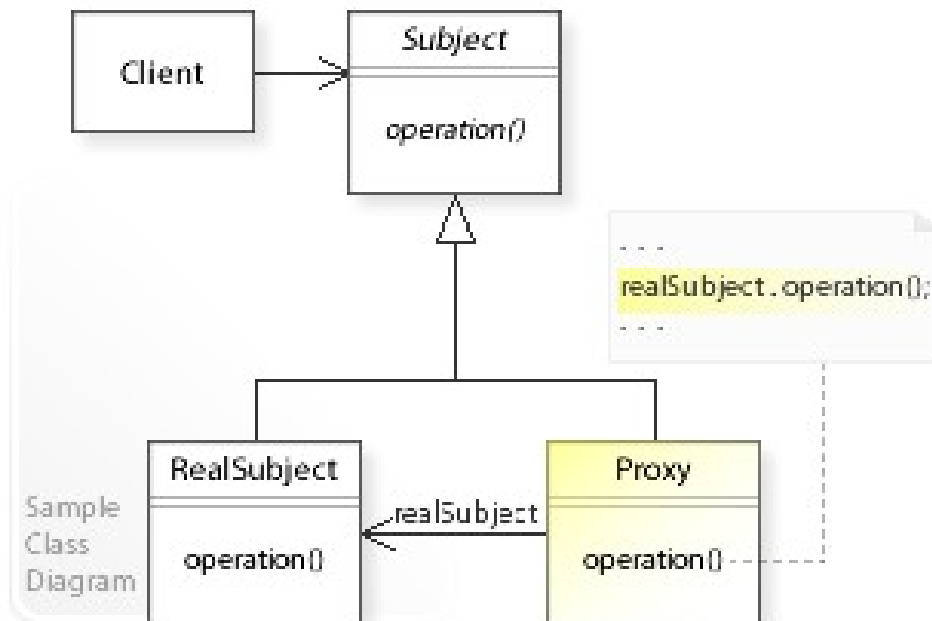 Client
Subject
operation()
- - -
realSubject.operation();
- - -
RealSubject
operation()
realSubject
Proxy
operation()
Sample
Class
Diagram